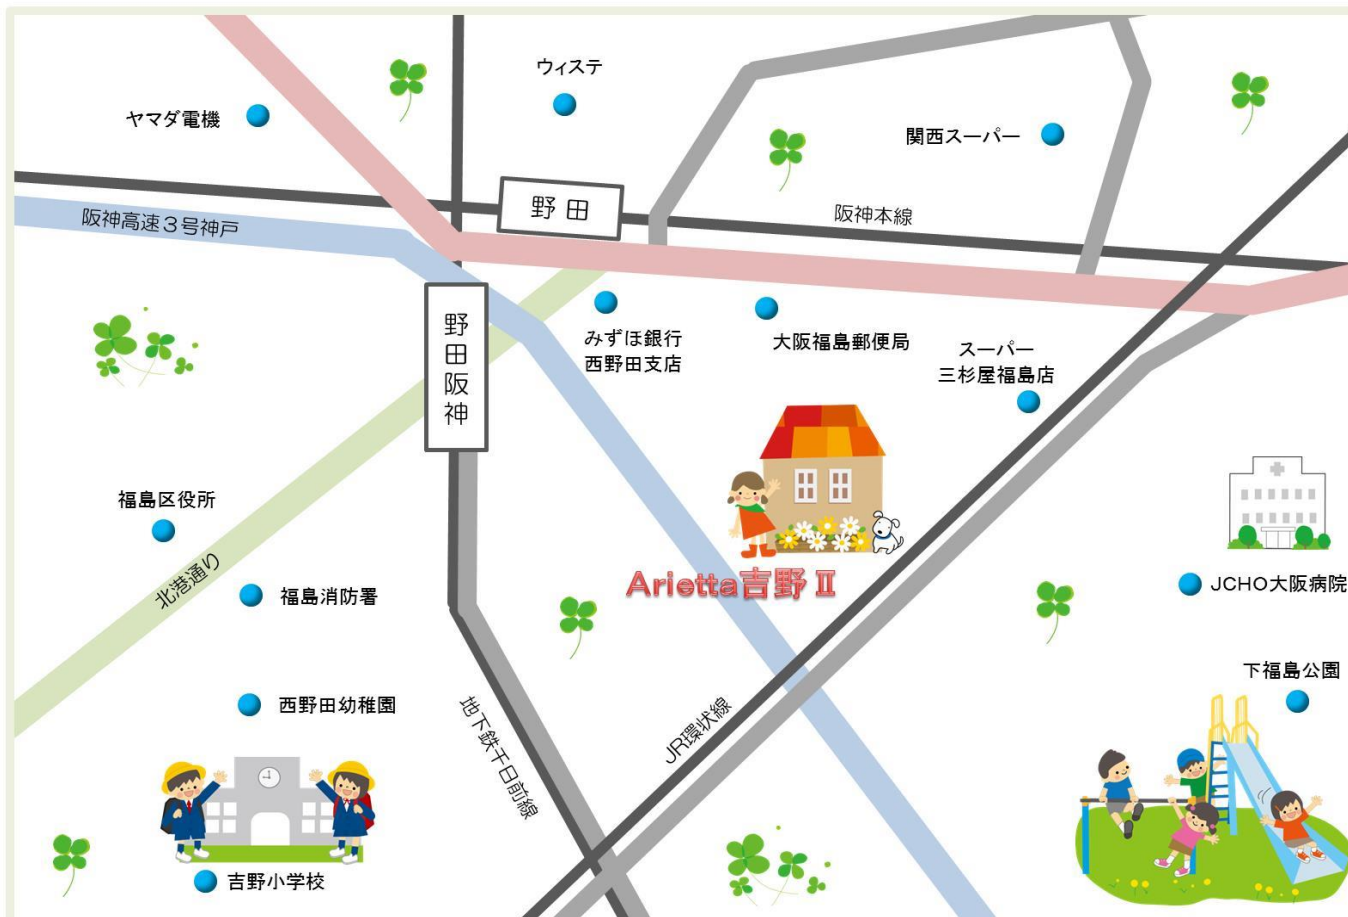 ウィステ
ヤマダ電機
関西スーパー
野田
阪神本線
阪神高速３号神戸
野田阪神
みずほ銀行
西野田支店
大阪福島郵便局
スーパー
三杉屋福島店
福島区役所
北港通り
福島消防署
Arietta吉野Ⅱ
JCHO大阪病院
下福島公園
西野田幼稚園
地下鉄千日前線
JR環状線
吉野小学校